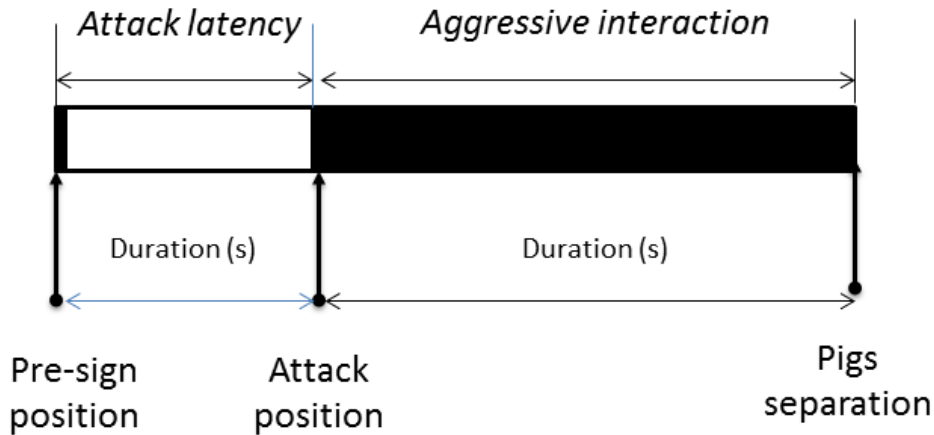 Attack latency
Aggressive interaction
Duration (s)
Duration (s)
Pre-sign
position
Attack
position
Pigs
separation